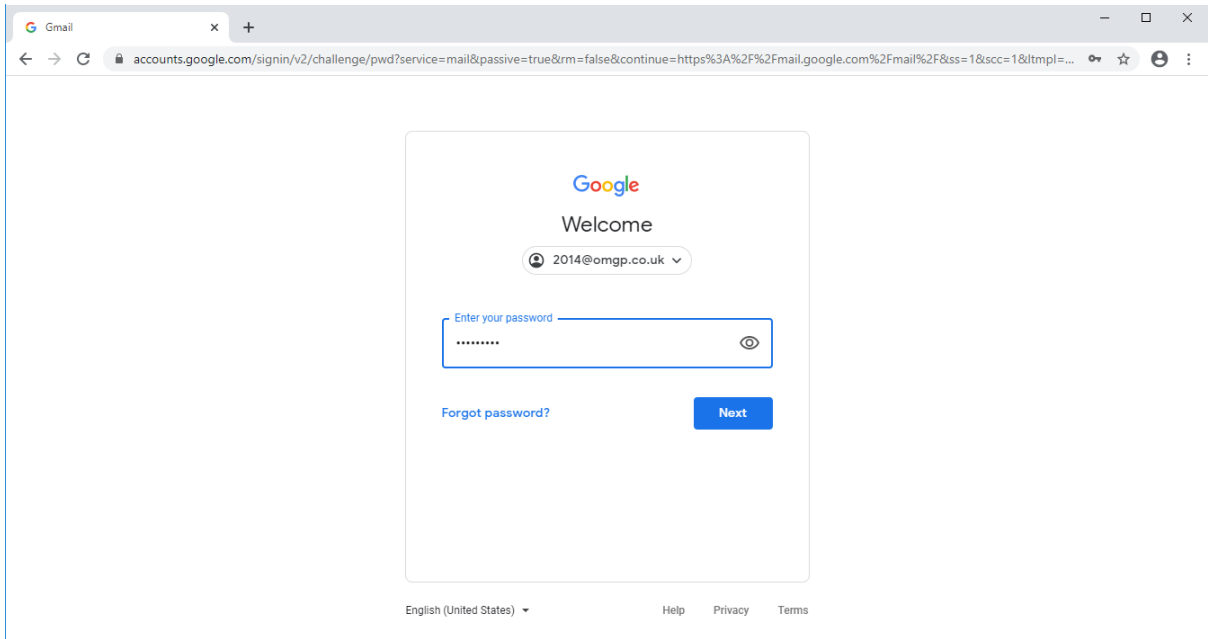 Gmail
accounts.google.com/signin/v2/challenge/pwd?service=mail&passive=true&rm=false&continue=https%3A%2F%2Fmail.google.com%2Fmail%2F&ss=1&scc=1&ltmpl=...
Google
Welcome
2014@omgp.co.uk
Enter your password
•••••••••
Forgot password? Next
English (United States) Help Privacy Terms